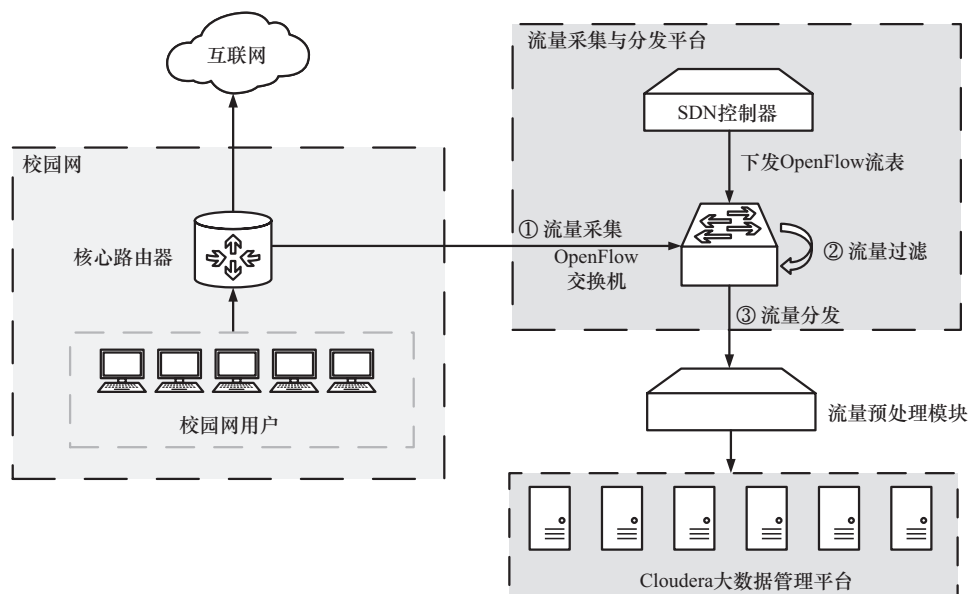 互联网
校园网
核心路由器
校园网用户
流量采集与分发平台
SDN控制器
下发OpenFlow流表
① 流量采集
OpenFlow
交换机
② 流量过滤
③ 流量分发
流量预处理模块
Cloudera大数据管理平台